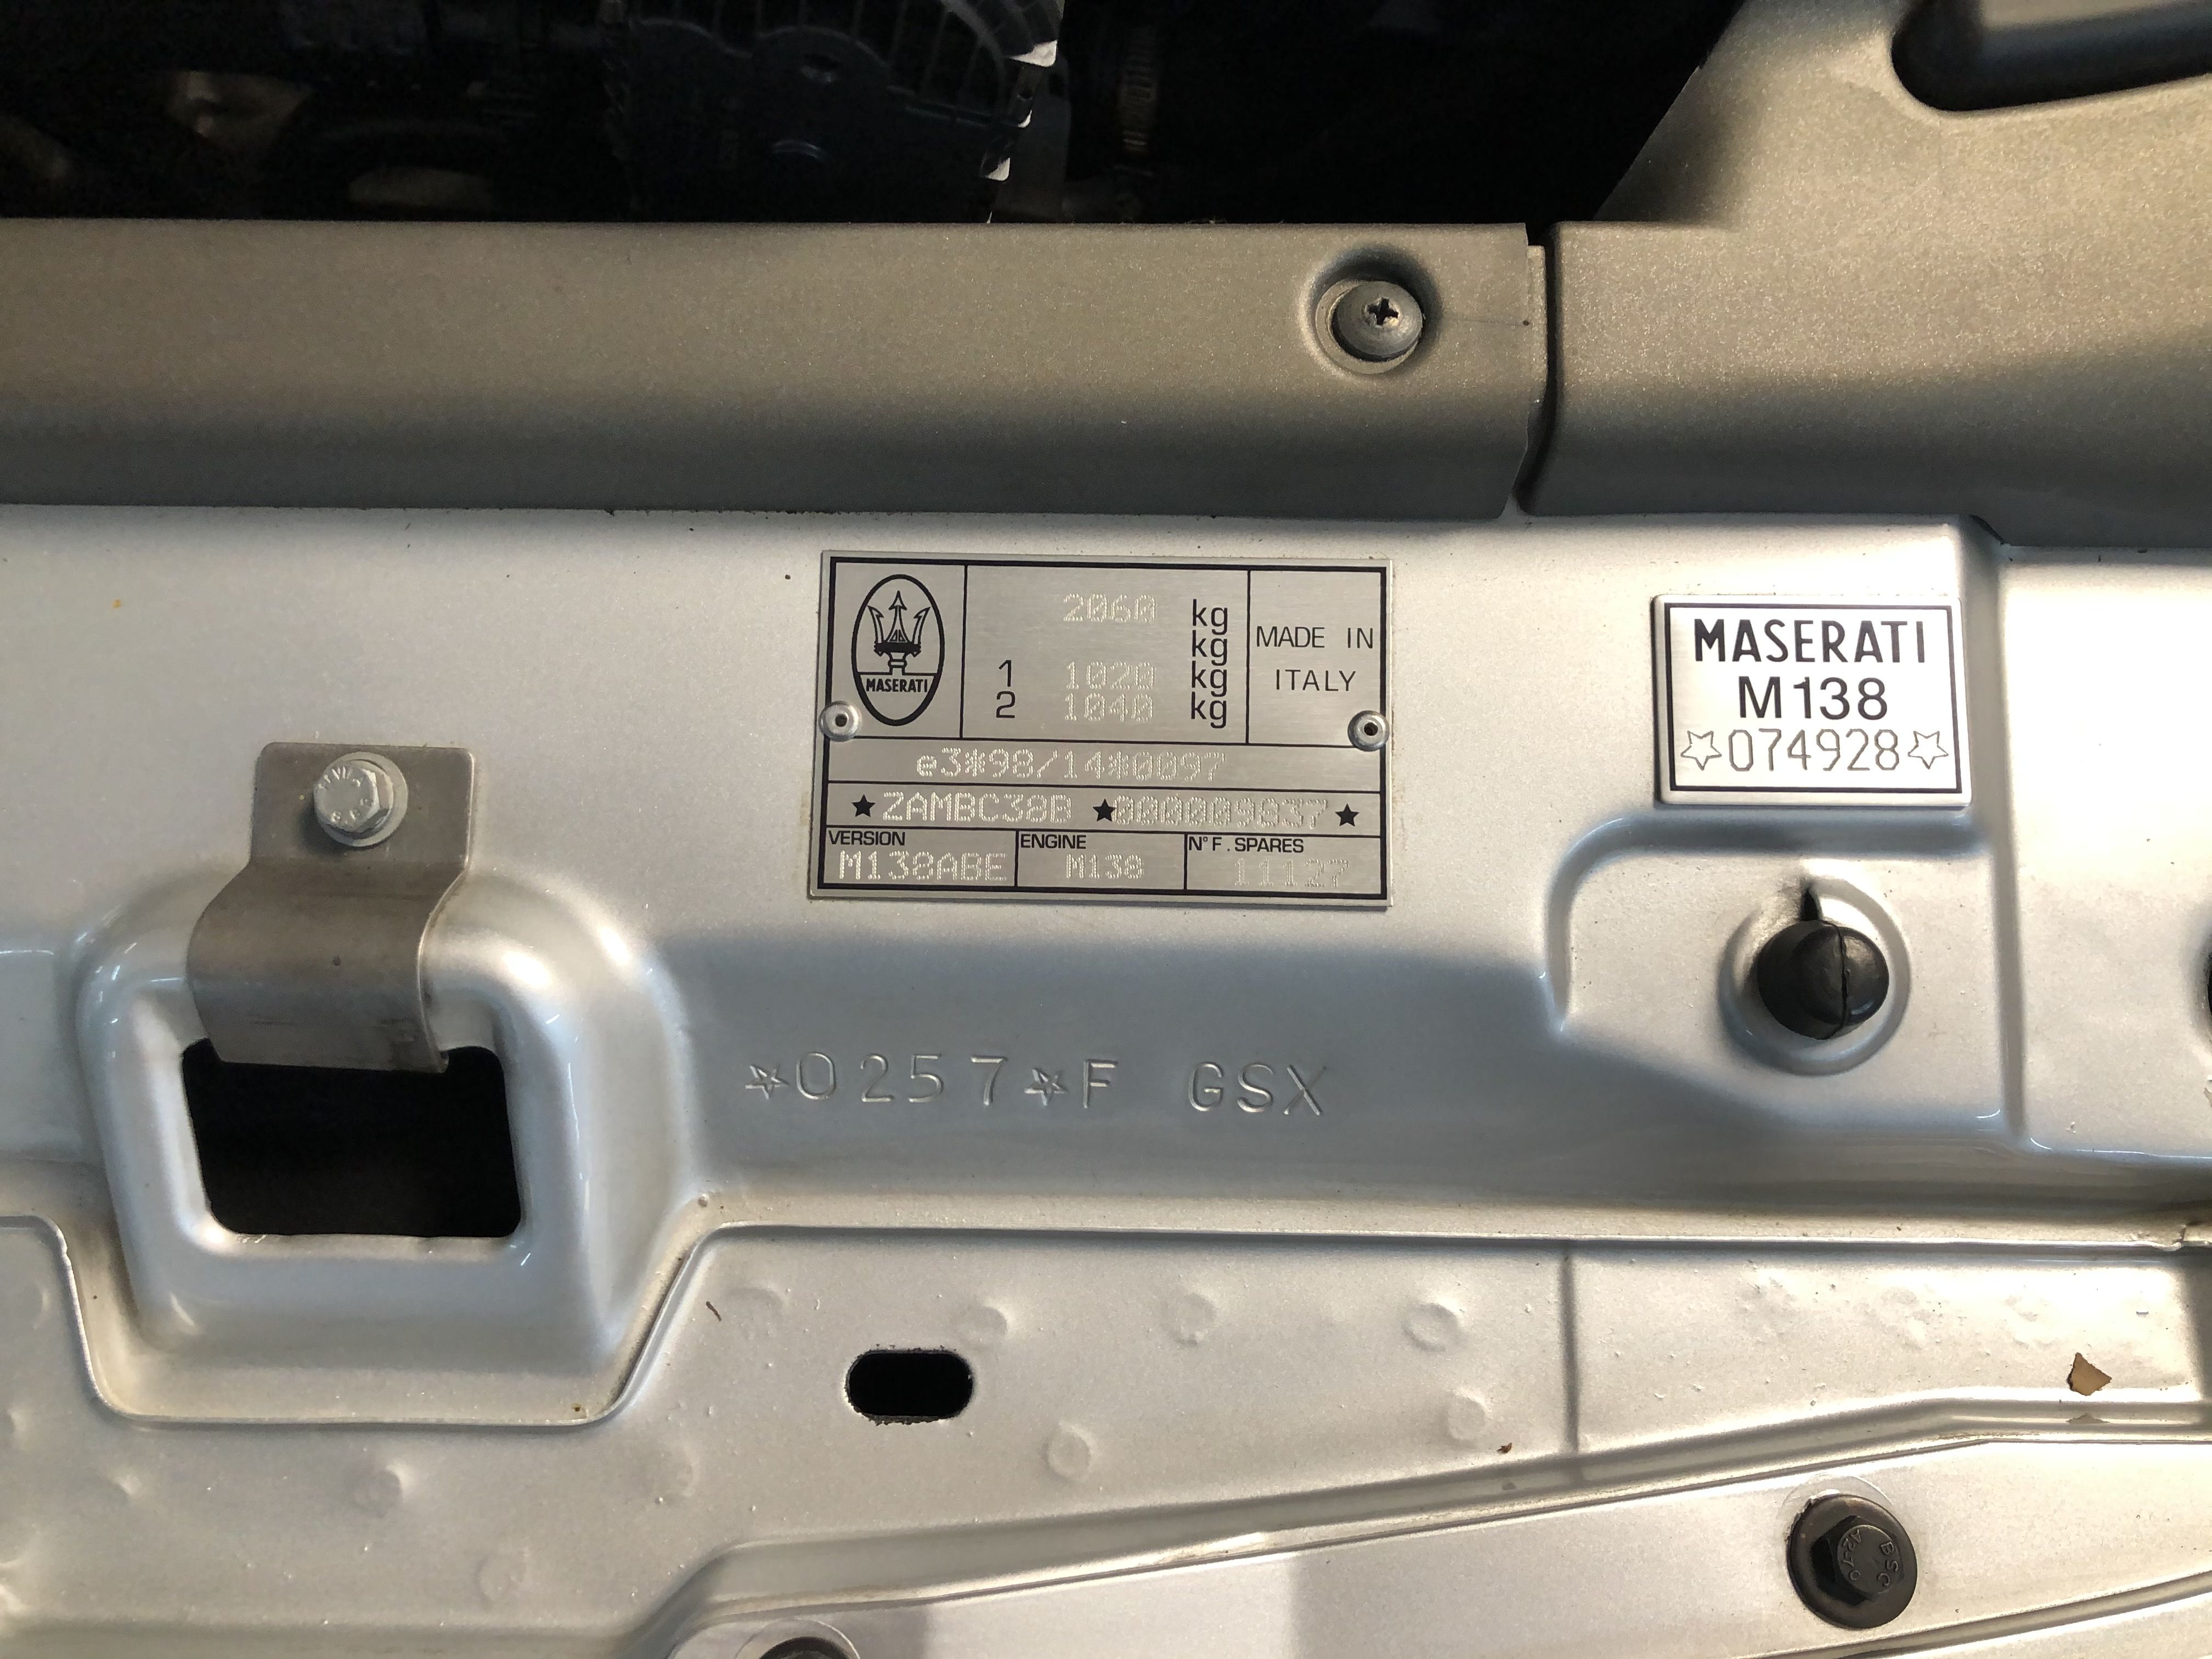 MASERATI
2060 kg
kg
1 1020 kg
2 1040 kg
MADE IN
ITALY
e3*98/14*0097
★ZAMBC38B ★000009037★
VERSION ENGINE N° F. SPARES
M138ABE M138 11127
MASERATI
M138
☆074928☆
☆0257☆F GSX